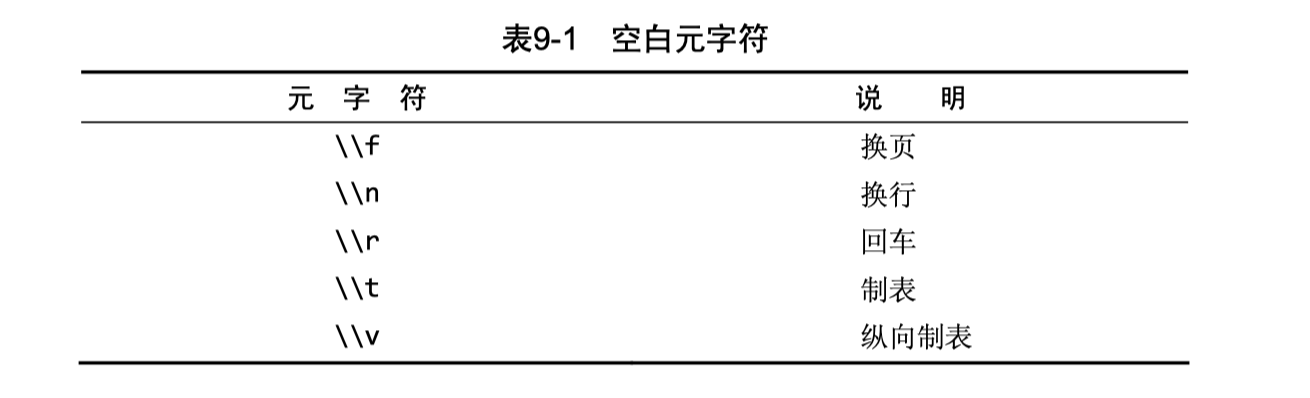 表9-1 空白元字符
元 字 符 说 明
\\f 换页
\\n 换行
\\r 回车
\\t 制表
\\v 纵向制表